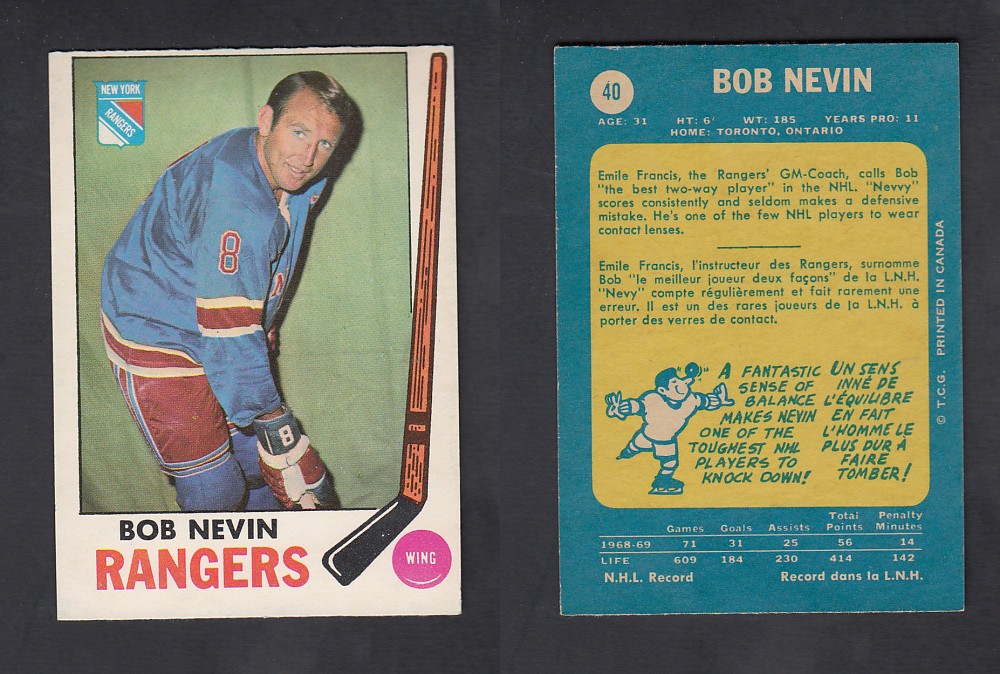 NEW YORK
RANGERS
8
8
BOB NEVIN
RANGERS
WING
40
BOB NEVIN
AGE: 31 HT: 6' WT: 185 YEARS PRO: 11
HOME: TORONTO, ONTARIO
Emile Francis, the Rangers' GM-Coach, calls Bob
"the best two-way player" in the NHL. "Nevvy"
scores consistently and seldom makes a defensive
mistake. He's one of the few NHL players to wear
contact lenses.
Emile Francis, l'instructeur des Rangers, surnomme
Bob "le meilleur joueur deux façons" de la L.N.H.
"Nevy" compte régulièrement et fait rarement une
erreur. Il est un des rares joueurs de la L.N.H. à
porter des verres de contact.
A FANTASTIC
SENSE OF
BALANCE
MAKES NEVIN
ONE OF THE
TOUGHEST NHL
PLAYERS TO
KNOCK DOWN!
UN SENS
INNÉ DE
L'ÉQUILIBRE
EN FAIT
L'HOMME LE
PLUS DUR À
FAIRE
TOMBER!
Games Goals Assists Total Points Penalty Minutes
1968-69 71 31 25 56 14
LIFE 609 184 230 414 142
N.H.L. Record Record dans la L.N.H.
© T.C.G. PRINTED IN CANADA